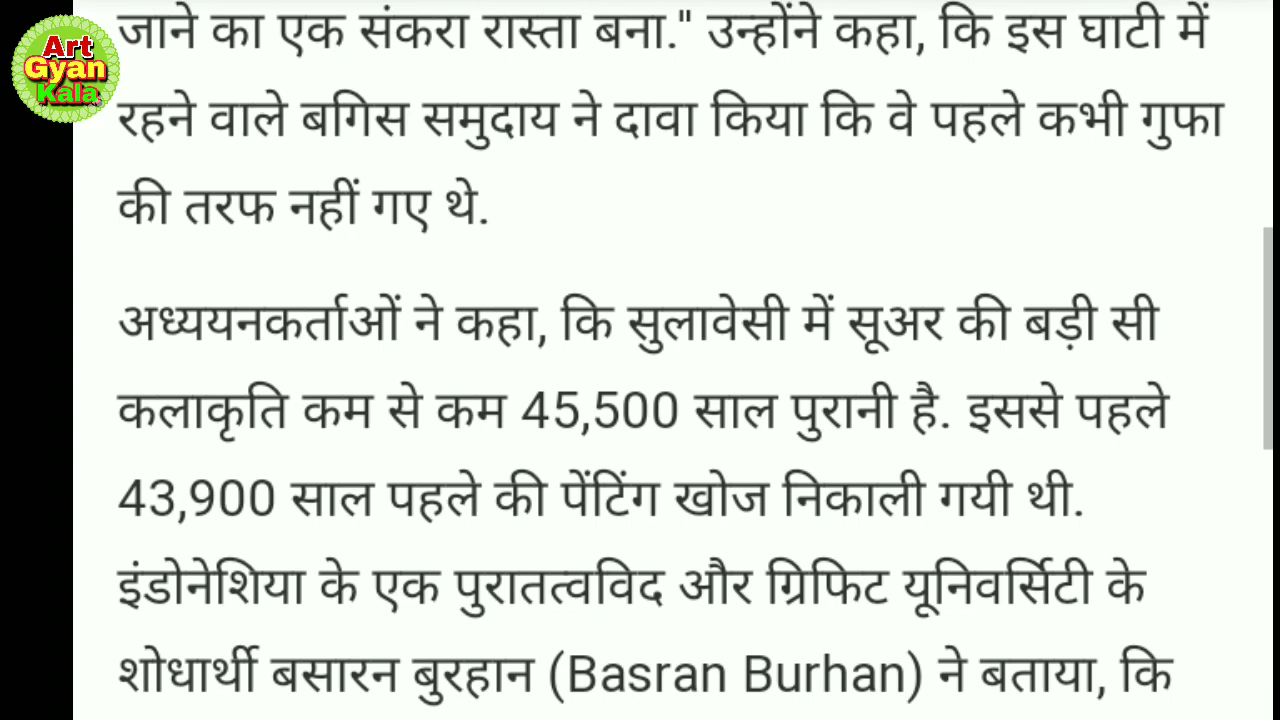 Art
Gyan
Kala
जाने का एक संकरा रास्ता बना." उन्होंने कहा, कि इस घाटी में
रहने वाले बगिस समुदाय ने दावा किया कि वे पहले कभी गुफा
की तरफ नहीं गए थे.
अध्ययनकर्ताओं ने कहा, कि सुलावेसी में सूअर की बड़ी सी
कलाकृति कम से कम 45,500 साल पुरानी है. इससे पहले
43,900 साल पहले की पेंटिंग खोज निकाली गयी थी.
इंडोनेशिया के एक पुरातत्वविद और ग्रिफिट यूनिवर्सिटी के
शोधार्थी बसारन बुरहान (Basran Burhan) ने बताया, कि